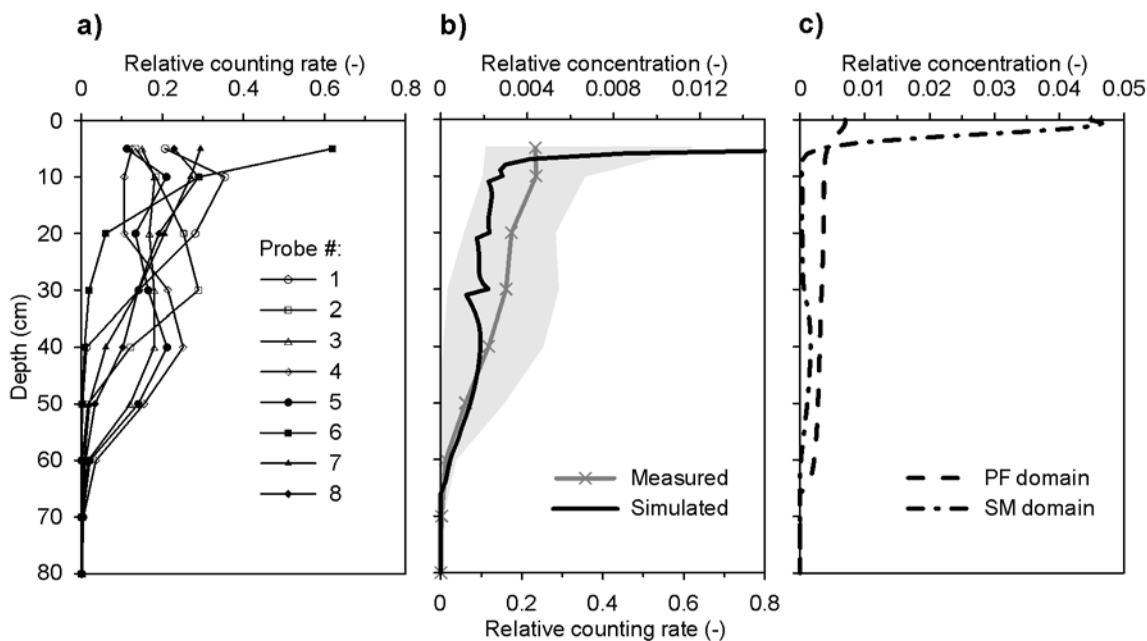 a)
Relative counting rate (-)
0 0.2 0.4 0.6 0.8
0
10
20
30
40
50
60
70
80
Depth (cm)
Probe #:
1
2
3
4
5
6
7
8
b)
Relative concentration (-)
0 0.004 0.008 0.012
Measured
Simulated
0 0.2 0.4 0.6 0.8
Relative counting rate (-)
c)
Relative concentration (-)
0 0.01 0.02 0.03 0.04 0.05
PF domain
SM domain